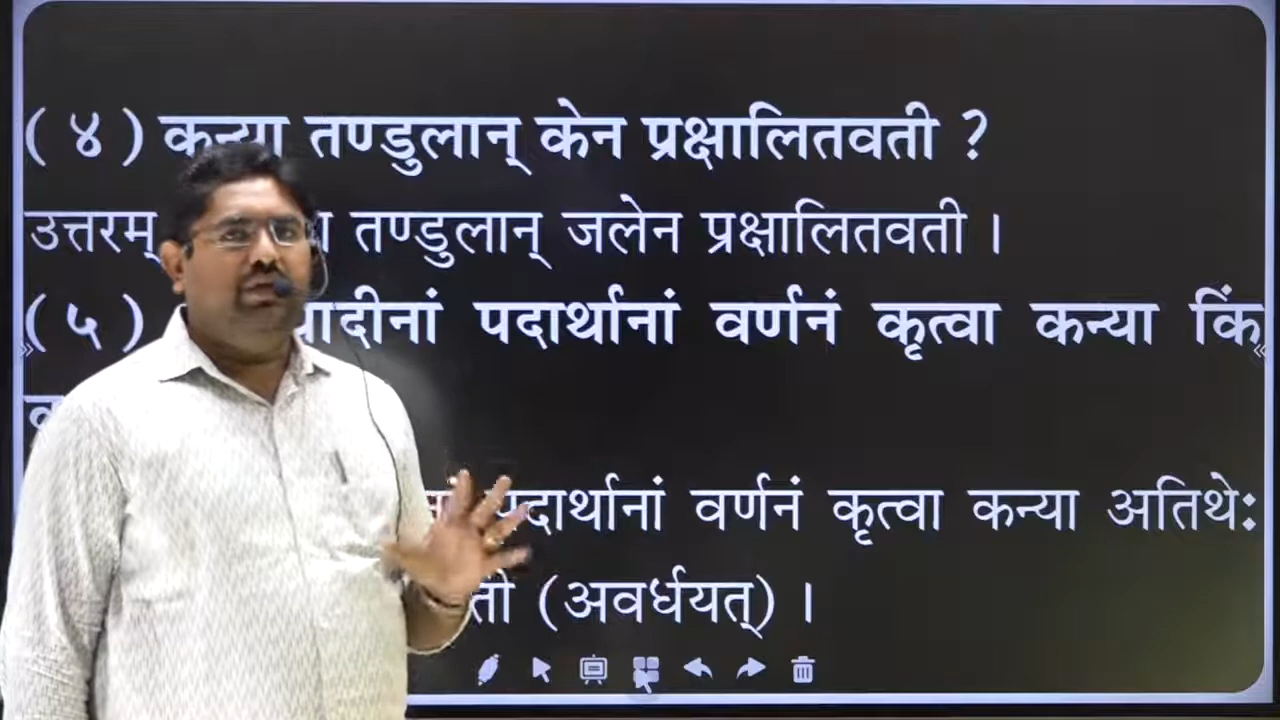 ( ४ ) कन्या तण्डुलान् केन प्रक्षालितवती ?
उत्तरम् तण्डुलान् जलेन प्रक्षालितवती ।
( ५ ) पदार्थानां वर्णनं कृत्वा कन्या किं
पदार्थानां वर्णनं कृत्वा कन्या अतिथेः
(अवर्धयत्) ।